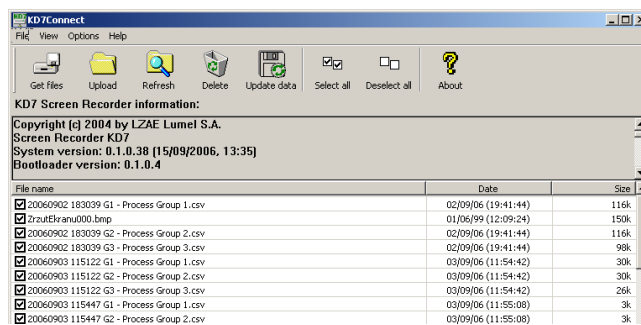 KD7Connect
File View Options Help
Get files Upload Refresh Delete Update data Select all Deselect all About
KD7 Screen Recorder information:
Copyright (c) 2004 by LZAE Lumel S.A.
Screen Recorder KD7
System version: 0.1.0.38 (15/09/2006, 13:35)
Bootloader version: 0.1.0.4
File name Date Size
20060902 183039 G1 - Process Group 1.csv 02/09/06 (19:41:44) 116k
ZrzutEkranu000.bmp 01/06/99 (12:09:24) 150k
20060902 183039 G2 - Process Group 2.csv 02/09/06 (19:41:44) 116k
20060902 183039 G3 - Process Group 3.csv 02/09/06 (19:41:44) 98k
20060903 115122 G1 - Process Group 1.csv 03/09/06 (11:54:42) 30k
20060903 115122 G2 - Process Group 2.csv 03/09/06 (11:54:42) 30k
20060903 115122 G3 - Process Group 3.csv 03/09/06 (11:54:42) 26k
20060903 115447 G1 - Process Group 1.csv 03/09/06 (11:55:08) 3k
20060903 115447 G2 - Process Group 2.csv 03/09/06 (11:55:08) 3k